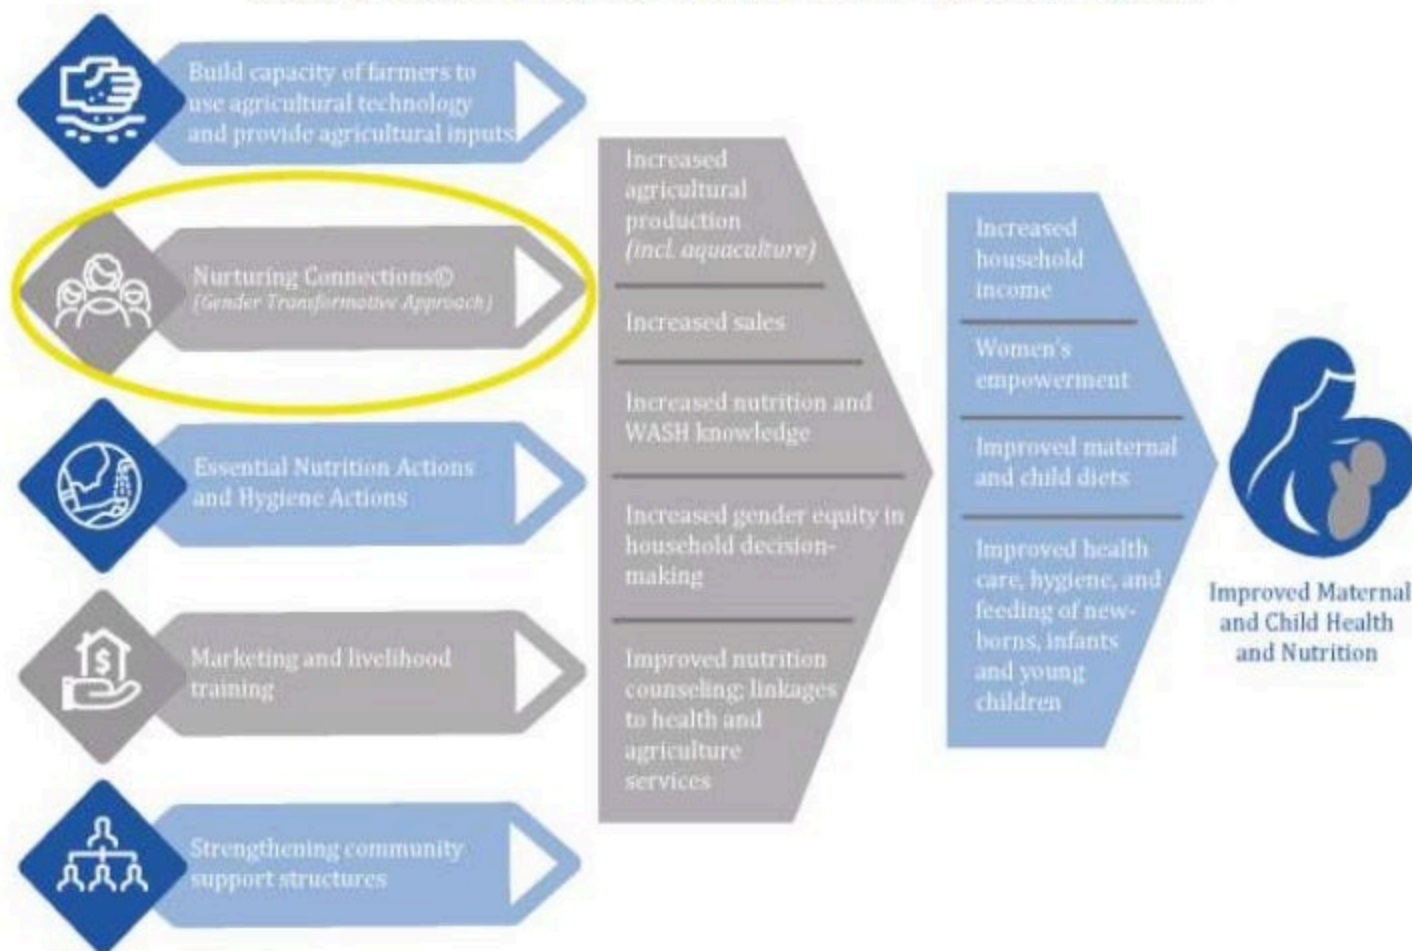 Build capacity of farmers to
use agricultural technology
and provide agricultural inputs
Nurturing Connections©
(Gender Transformative Approach)
Essential Nutrition Actions
and Hygiene Actions
Marketing and livelihood
training
Strengthening community
support structures
Increased
agricultural
production
(incl. aquaculture)
Increased sales
Increased nutrition and
WASH knowledge
Increased gender equity in
household decision-
making
Improved nutrition
counseling; linkages
to health and
agriculture
services
Increased
household
income
Women's
empowerment
Improved maternal
and child diets
Improved health
care, hygiene, and
feeding of new-
borns, infants
and young
children
Improved Maternal
and Child Health
and Nutrition